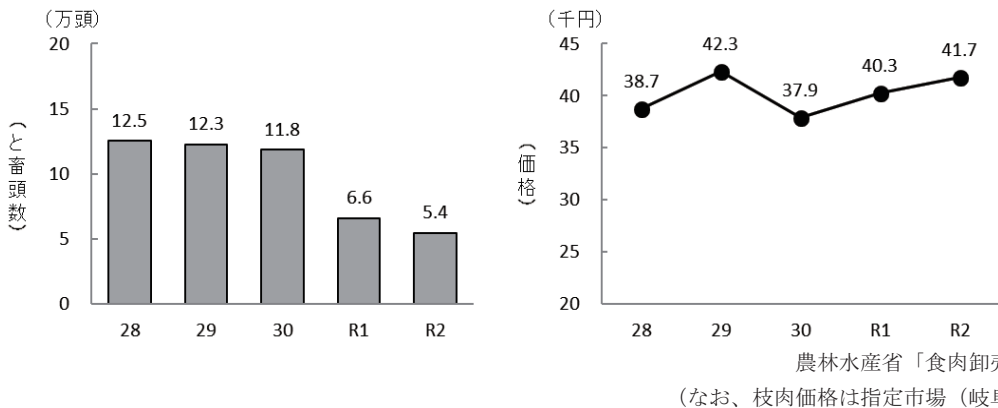 （万頭）
20
15
10
5
0
（と畜頭数）
12.5
12.3
11.8
6.6
5.4
28
29
30
R1
R2
（千円）
45
40
35
30
25
20
（価格）
38.7
42.3
37.9
40.3
41.7
28
29
30
R1
R2
農林水産省「食肉卸売
（なお、枝肉価格は指定市場（岐阜